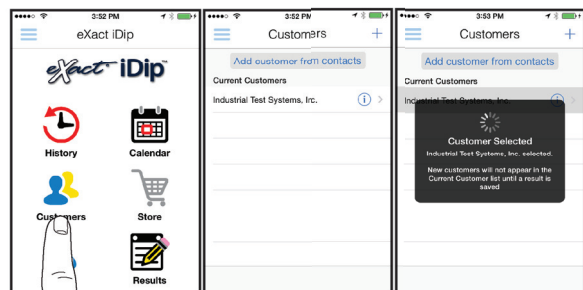 3:52 PM
eXact iDip
eXact iDip™
History
Calendar
Customers
Store
Results
3:52 PM
Customers
Add customer from contacts
Current Customers
Industrial Test Systems, Inc.
3:53 PM
Customers
Add customer from contacts
Current Customers
Industrial Test Systems, Inc.
Customer Selected
Industrial Test Systems, Inc. selected.
New customers will not appear in the
Current Customer list until a result is
saved